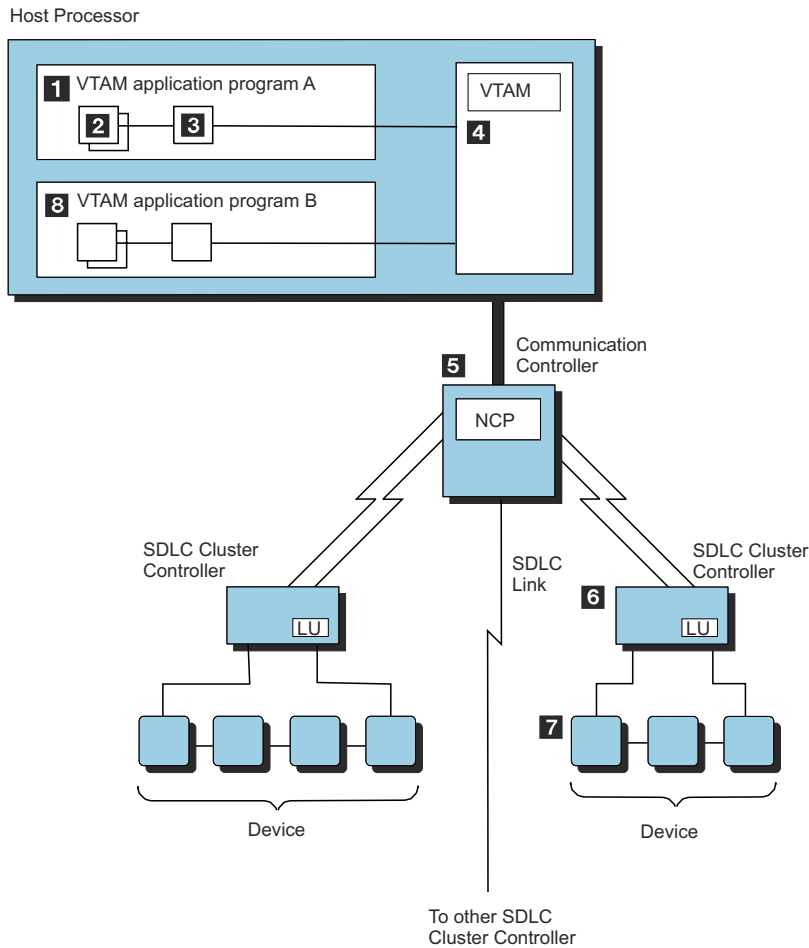 Host Processor
1 VTAM application program A
2
3
VTAM
4
8 VTAM application program B
Communication
Controller
5
NCP
SDLC Cluster
Controller
SDLC
Link
SDLC Cluster
Controller
6
LU
LU
7
Device
Device
To other SDLC
Cluster Controller